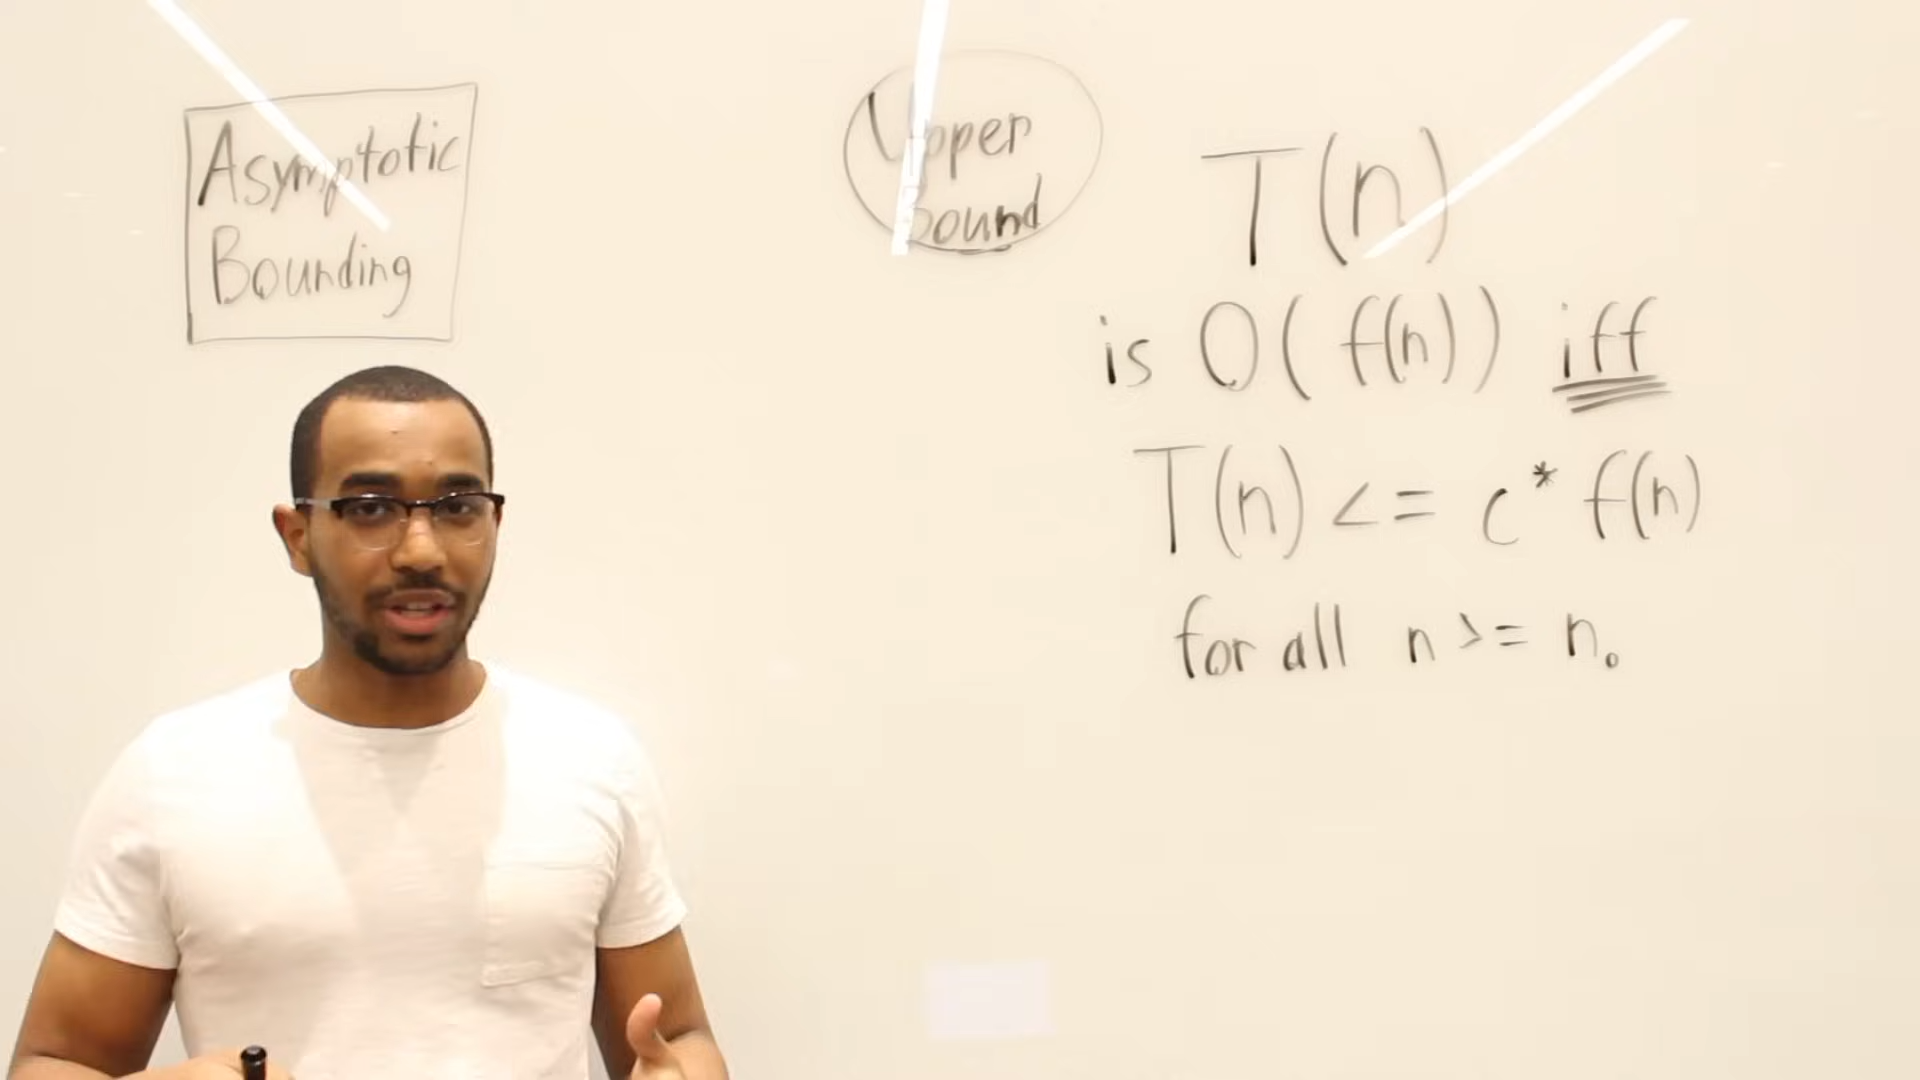 Asymptotic
Bounding
Upper
Bound
T(n)
is O(f(n)) iff
T(n) <= c * f(n)
for all n >= n₀